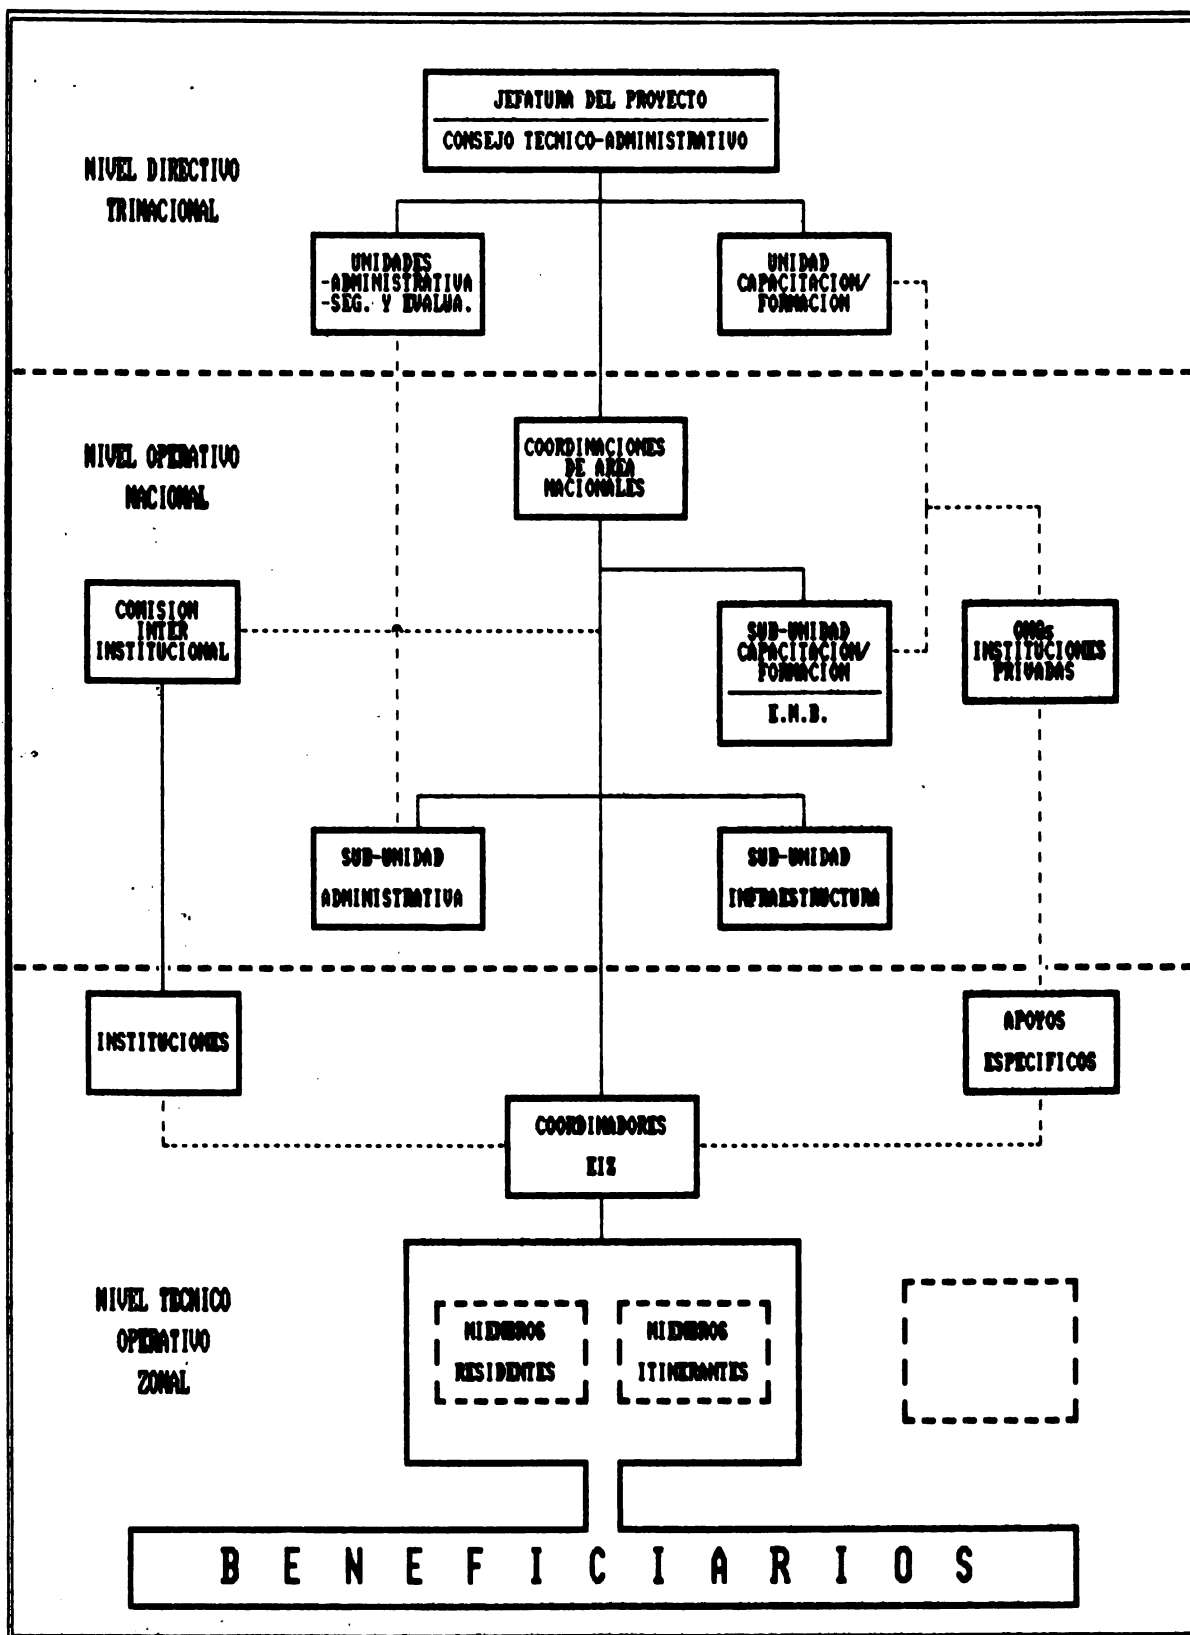 JEFATURA DEL PROYECTO
CONSEJO TECNICO-ADMINISTRATIVO
NIVEL DIRECTIVO
TRINACIONAL
UNIDADES
-ADMINISTRATIVA
-SEG. Y EVALUA.
UNIDAD
CAPACITACION/
FORMACION
NIVEL OPERATIVO
NACIONAL
COORDINACIONES
DE AREA
NACIONALES
COMISION
INTER
INSTITUCIONAL
SUB-UNIDAD
CAPACITACION/
FORMACION
E.M.B.
ONGs
INSTITUCIONES
PRIVADAS
SUB-UNIDAD
ADMINISTRATIVA
SUB-UNIDAD
INFRAESTRUCTURA
INSTITUCIONES
APOYOS
ESPECIFICOS
COORDINADORES
EIZ
NIVEL TECNICO
OPERATIVO
ZONAL
MIEMBROS
RESIDENTES
MIEMBROS
ITINERANTES
BENEFICIARIOS